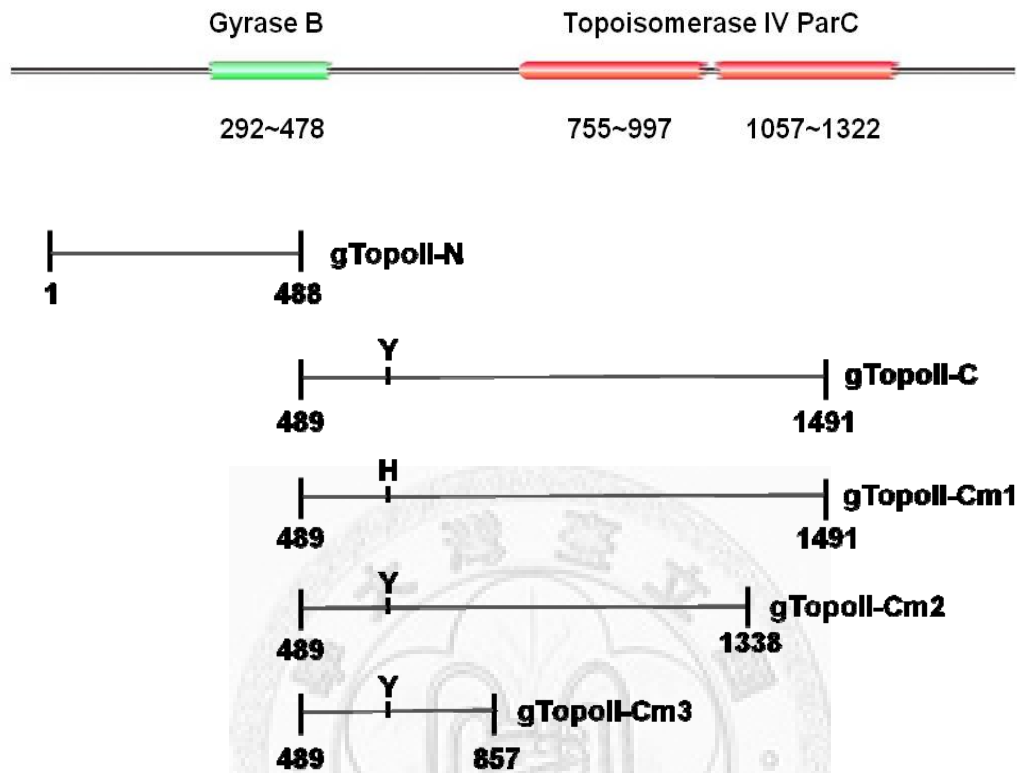 Gyrase B Topoisomerase IV ParC
292~478 755~997 1057~1322
gTopoII-N
1 488
Y
gTopoII-C
489 1491
H
gTopoII-Cm1
489 1491
Y
gTopoII-Cm2
489 1338
Y
gTopoII-Cm3
489 857